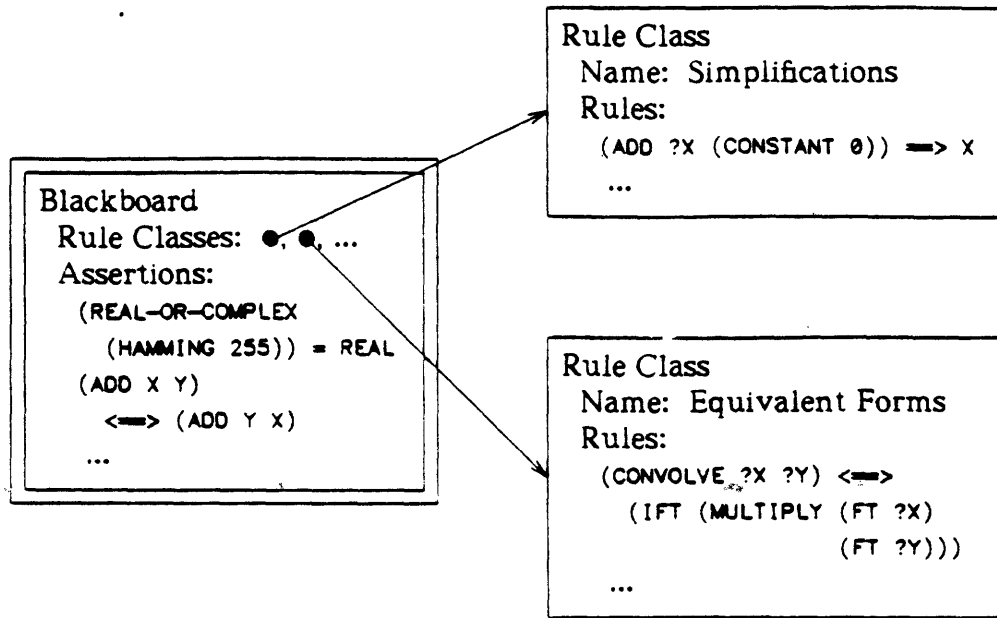 Blackboard
Rule Classes: ●, ●, ...
Assertions:
(REAL-OR-COMPLEX
(HAMMING 255)) = REAL
(ADD X Y)
<==> (ADD Y X)
...
Rule Class
Name: Simplifications
Rules:
(ADD ?X (CONSTANT 0)) ==> X
...
Rule Class
Name: Equivalent Forms
Rules:
(CONVOLVE ?X ?Y) <==>
(IFT (MULTIPLY (FT ?X)
(FT ?Y)))
...